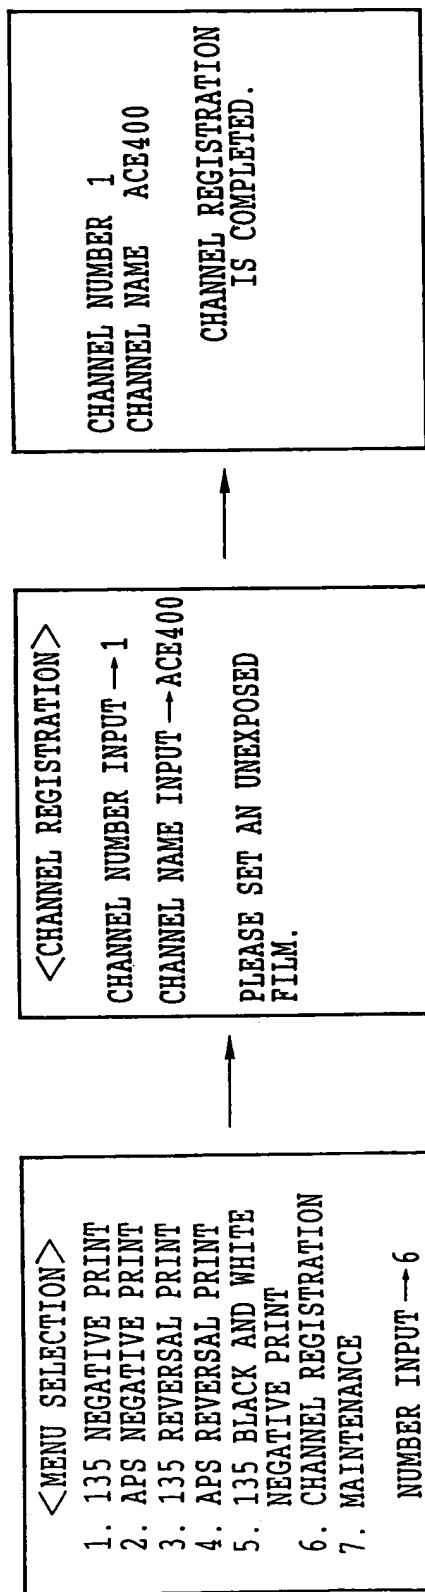 <MENU SELECTION>
1. 135 NEGATIVE PRINT
2. APS NEGATIVE PRINT
3. 135 REVERSAL PRINT
4. APS REVERSAL PRINT
5. 135 BLACK AND WHITE
NEGATIVE PRINT
6. CHANNEL REGISTRATION
7. MAINTENANCE
NUMBER INPUT→6
<CHANNEL REGISTRATION>
CHANNEL NUMBER INPUT→1
CHANNEL NAME INPUT→ACE400
PLEASE SET AN UNEXPOSED
FILM.
CHANNEL NUMBER 1
CHANNEL NAME ACE400
CHANNEL REGISTRATION
IS COMPLETED.